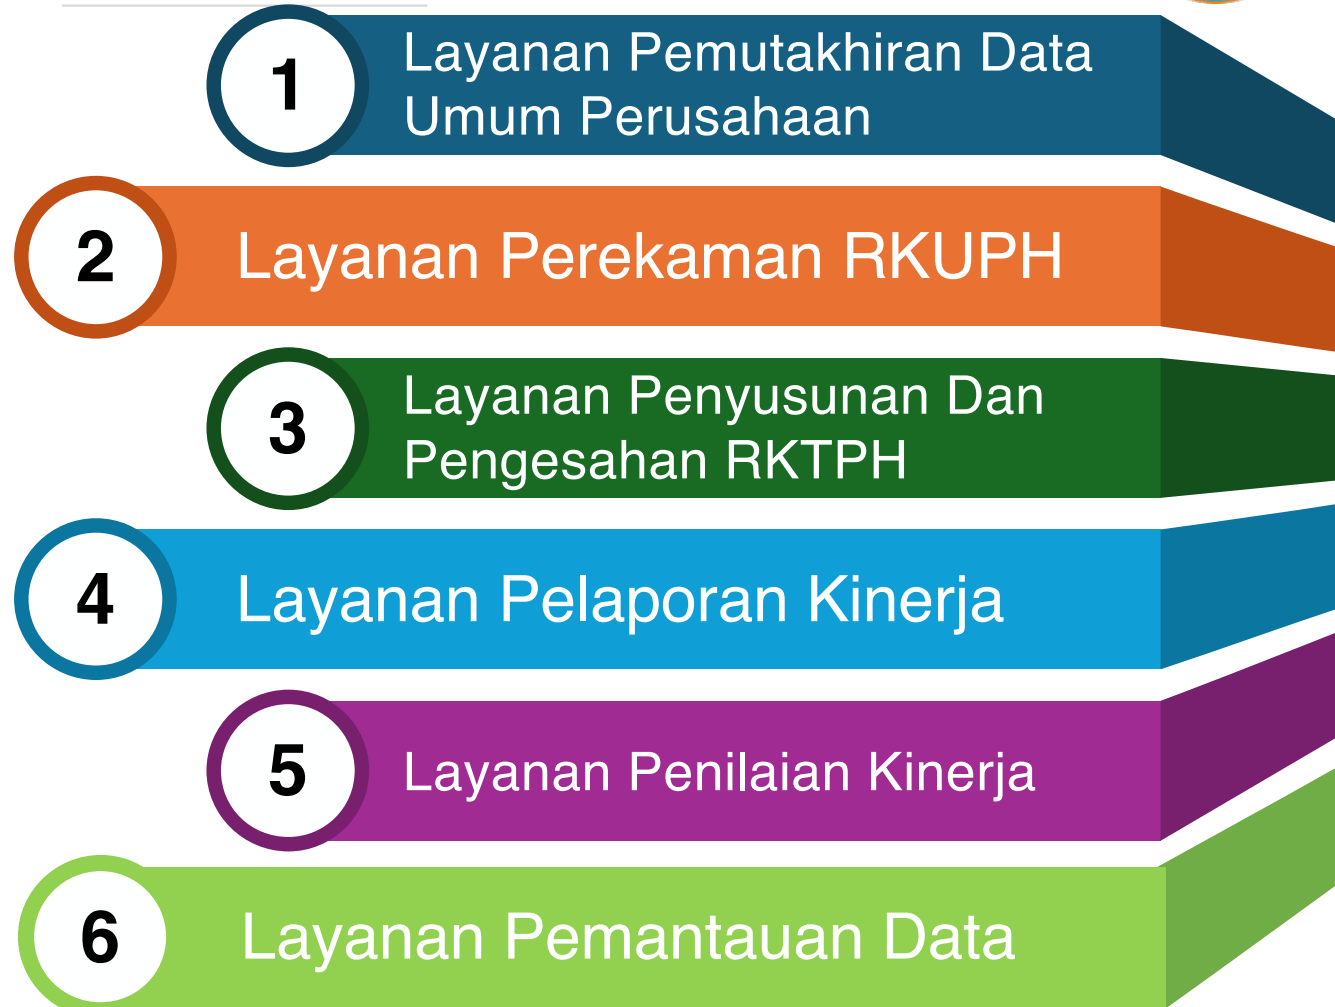 1
Layanan Pemutakhiran Data
Umum Perusahaan
2
Layanan Perekaman RKUPH
3
Layanan Penyusunan Dan
Pengesahan RKTPH
4
Layanan Pelaporan Kinerja
5
Layanan Penilaian Kinerja
6
Layanan Pemantauan Data